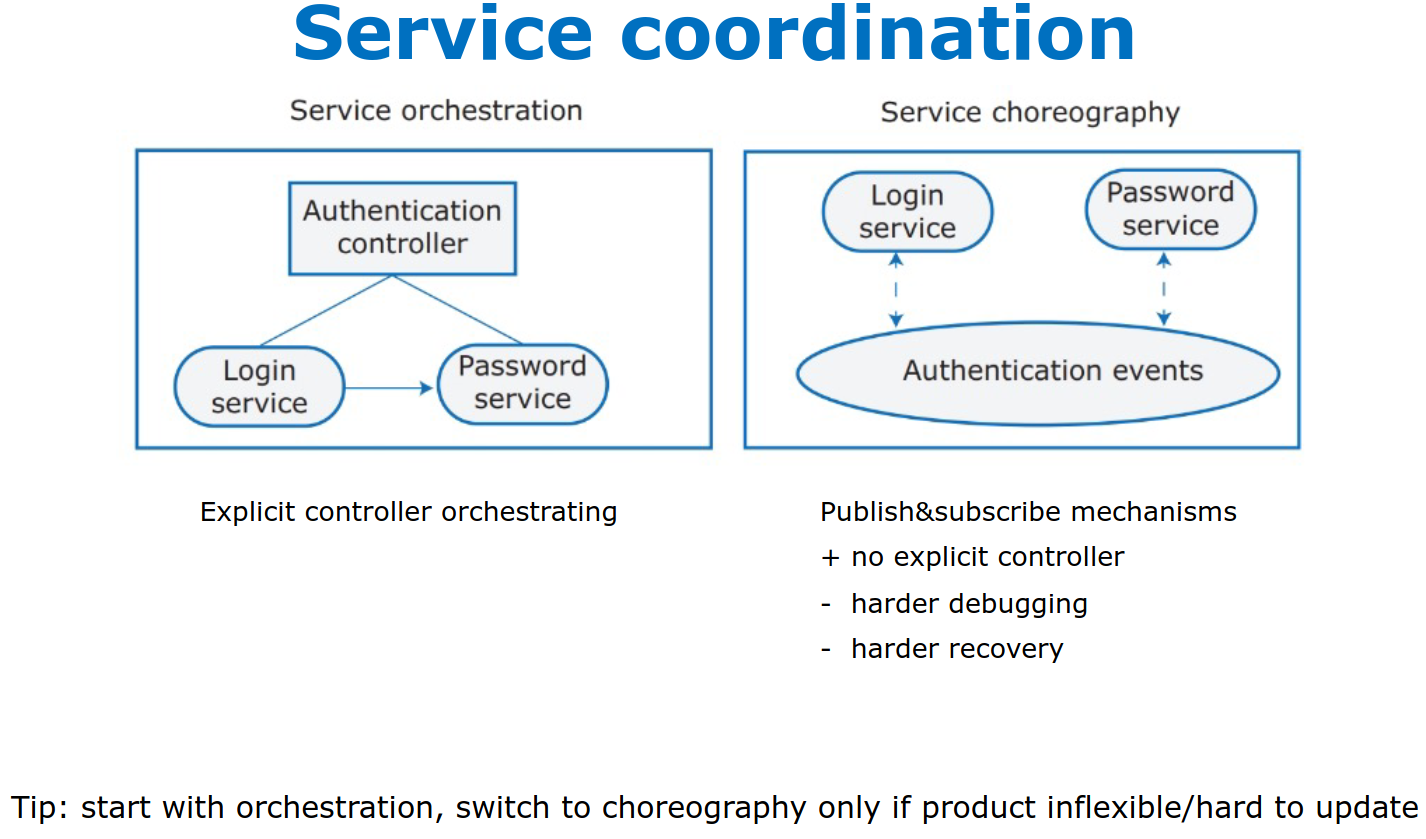 Service coordination
Service orchestration
Authentication
controller
Login
service
Password
service
Explicit controller orchestrating
Service choreography
Login
service
Password
service
Authentication events
Publish&subscribe mechanisms
+ no explicit controller
- harder debugging
- harder recovery
Tip: start with orchestration, switch to choreography only if product inflexible/hard to update